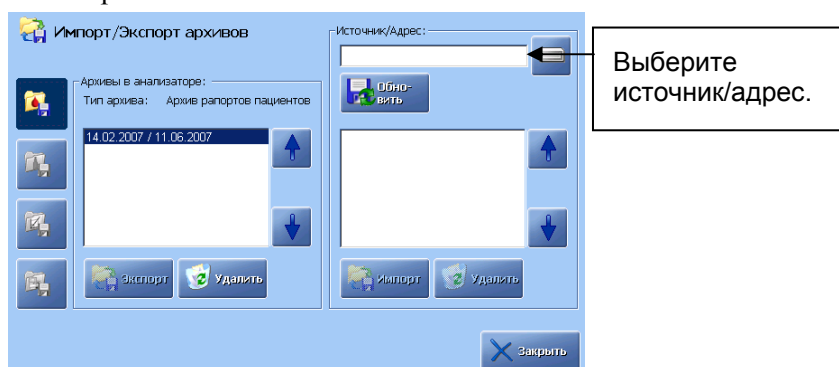 Импорт/Экспорт архивов
Источник/Адрес:
Выберите
источник/адрес.
Обно-
вить
Архивы в анализаторе:
Тип архива: Архив рапортов пациентов
14.02.2007 / 11.06.2007
Экспорт
Удалить
Импорт
Удалить
Закрыть